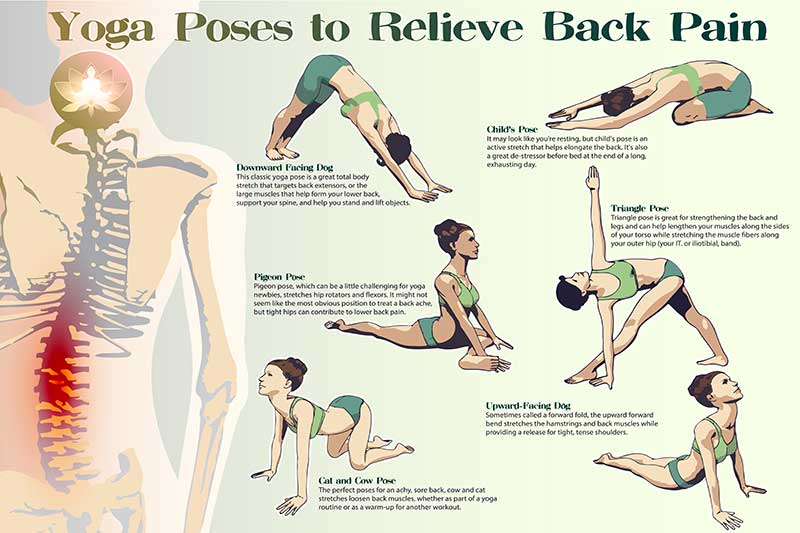 Yoga Poses to Relieve Back Pain
Downward Facing Dog
This classic yoga pose is a great total body
stretch that targets back extensors, or the
large muscles that help form your lower back,
support your spine, and help you stand and lift objects.
Child's Pose
It may look like you're resting, but child's pose is an
active stretch that helps elongate the back. It's also
a great de-stressor before bed at the end of a long,
exhausting day.
Triangle Pose
Triangle pose is great for strengthening the back and
legs and can help lengthen your muscles along the sides
of your torso while stretching the muscle fibers along
your outer hip (your IT. or iliotibial, band).
Pigeon Pose
Pigeon pose, which can be a little challenging for yoga
newbies, stretches hip rotators and flexors. It might not
seem like the most obvious position to treat a back ache,
but tight hips can contribute to lower back pain.
Upward-Facing Dog
Sometimes called a forward fold, the upward forward
bend stretches the hamstrings and back muscles while
providing a release for tight, tense shoulders.
Cat and Cow Pose
The perfect poses for an achy, sore back, cow and cat
stretches loosen back muscles, whether as part of a yoga
routine or as a warm-up for another workout.